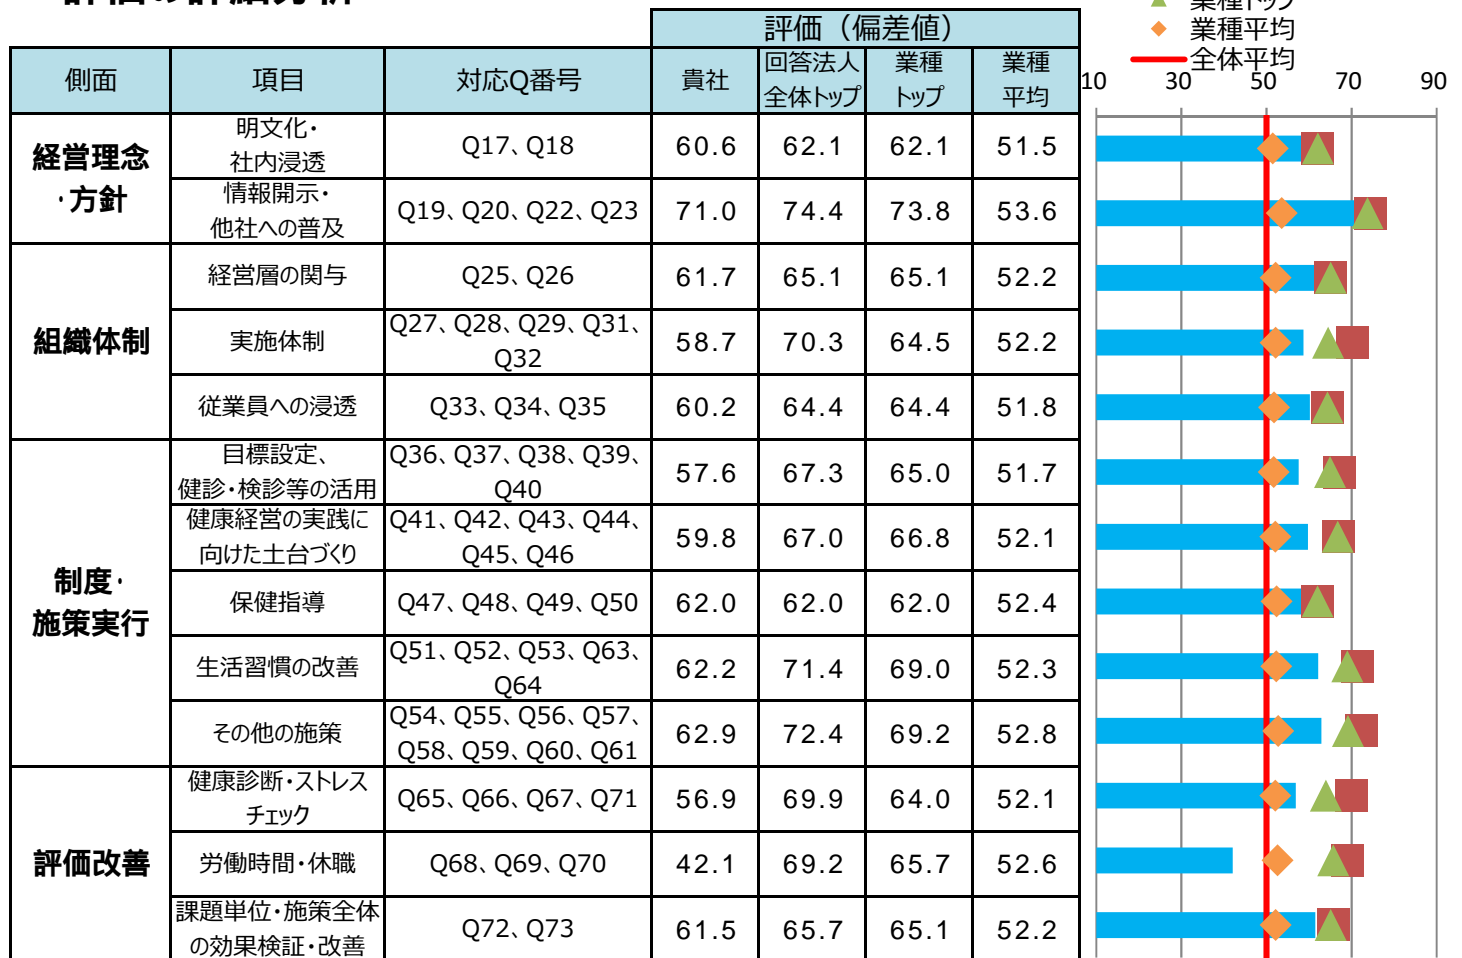 評価の詳細分析
業種トップ
業種平均
全体平均
評価（偏差値）
側面 項目 対応Q番号 貴社 回答法人 業種 業種
全体トップ トップ 平均
10 30 50 70 90
経営理念
・方針
明文化・
社内浸透
Q17、Q18 60.6 62.1 62.1 51.5
情報開示・
他社への普及
Q19、Q20、Q22、Q23 71.0 74.4 73.8 53.6
組織体制
経営層の関与 Q25、Q26 61.7 65.1 65.1 52.2
実施体制
Q27、Q28、Q29、Q31、
Q32
58.7 70.3 64.5 52.2
従業員への浸透 Q33、Q34、Q35 60.2 64.4 64.4 51.8
制度・
施策実行
目標設定、
健診・検診等の活用
Q36、Q37、Q38、Q39、
Q40
57.6 67.3 65.0 51.7
健康経営の実践に
向けた土台づくり
Q41、Q42、Q43、Q44、
Q45、Q46
59.8 67.0 66.8 52.1
保健指導 Q47、Q48、Q49、Q50 62.0 62.0 62.0 52.4
生活習慣の改善
Q51、Q52、Q53、Q63、
Q64
62.2 71.4 69.0 52.3
その他の施策
Q54、Q55、Q56、Q57、
Q58、Q59、Q60、Q61
62.9 72.4 69.2 52.8
評価改善
健康診断・ストレス
チェック
Q65、Q66、Q67、Q71 56.9 69.9 64.0 52.1
労働時間・休職 Q68、Q69、Q70 42.1 69.2 65.7 52.6
課題単位・施策全体
の効果検証・改善
Q72、Q73 61.5 65.7 65.1 52.2